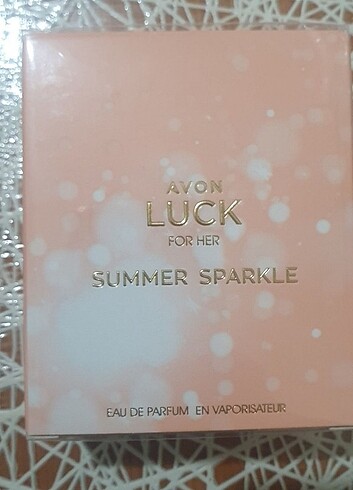 AVON
LUCK
FOR HER
SUMMER SPARKLE
EAU DE PARFUM EN VAPORISATEUR